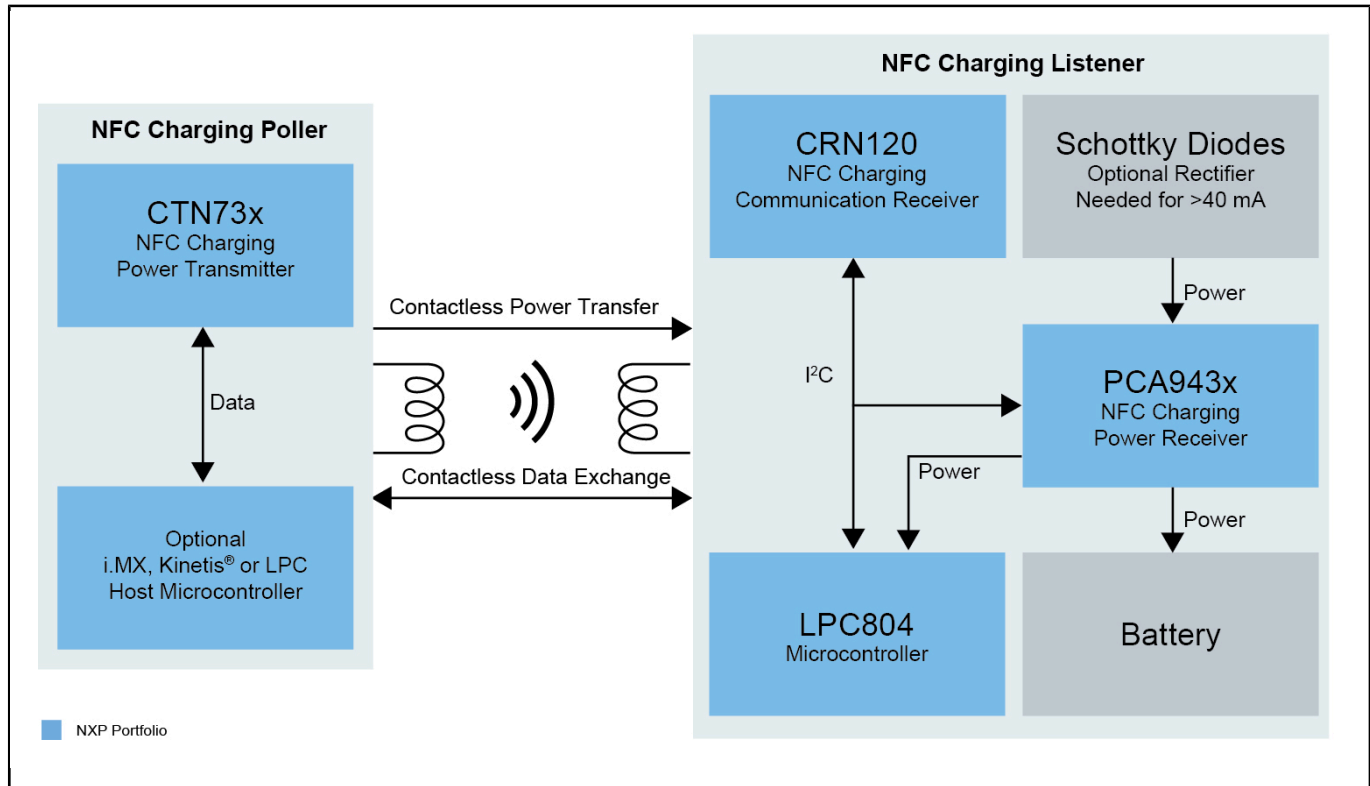 NFC Charging Poller
CTN73x
NFC Charging
Power Transmitter
Data
Optional
i.MX, Kinetis® or LPC
Host Microcontroller
NXP Portfolio
Contactless Power Transfer
Contactless Data Exchange
NFC Charging Listener
CRN120
NFC Charging
Communication Receiver
Schottky Diodes
Optional Rectifier
Needed for >40 mA
Power
I²C
PCA943x
NFC Charging
Power Receiver
Power
Power
LPC804
Microcontroller
Battery